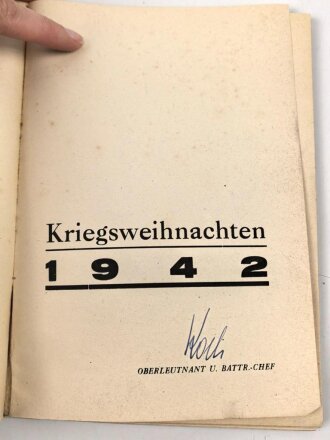 Kriegsweihnachten
1942
OBERLEUTNANT U. BATTR.-CHEF